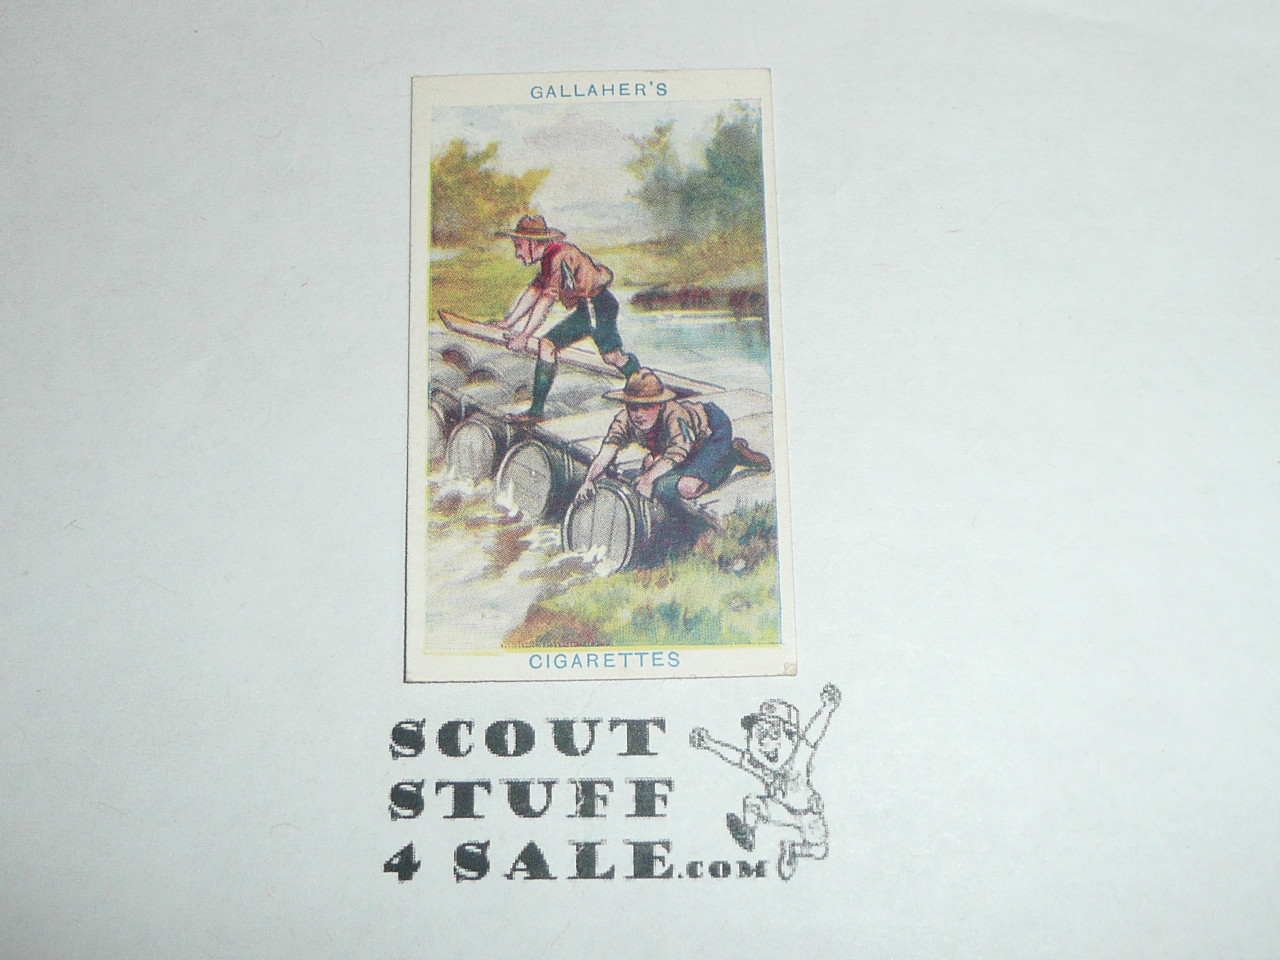 GALLAHER'S
CIGARETTES
SCOUT
STUFF
4 SALE.COM